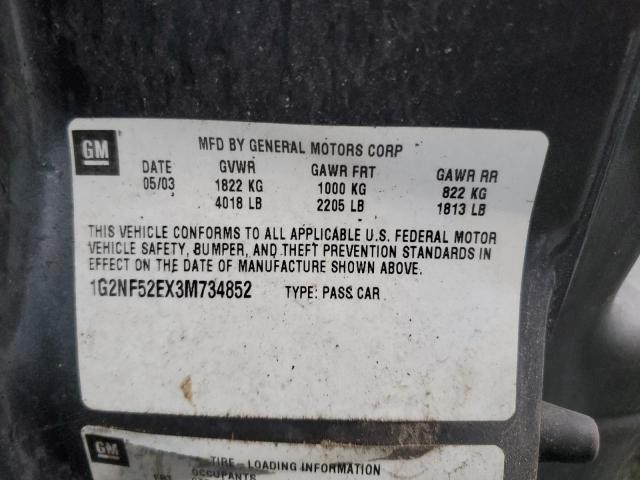 GM
MFD BY GENERAL MOTORS CORP
DATE GVWR GAWR FRT GAWR RR
05/03 1822 KG 1000 KG 822 KG
4018 LB 2205 LB 1813 LB
THIS VEHICLE CONFORMS TO ALL APPLICABLE U.S. FEDERAL MOTOR
VEHICLE SAFETY, BUMPER, AND THEFT PREVENTION STANDARDS IN
EFFECT ON THE DATE OF MANUFACTURE SHOWN ABOVE.
1G2NF52EX3M734852 TYPE: PASS CAR
GM
TIRE-LOADING INFORMATION
OCCUPANTS